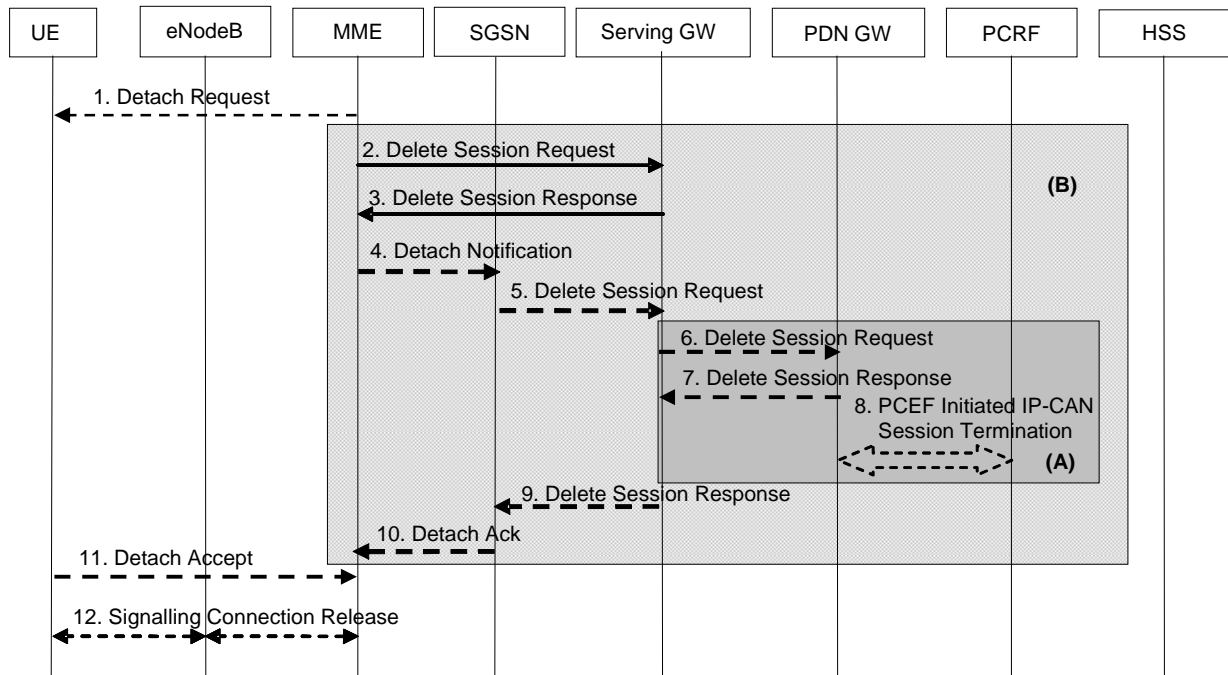 UE
eNodeB
MME
SGSN
Serving GW
PDN GW
PCRF
HSS
1. Detach Request
2. Delete Session Request
(B)
3. Delete Session Response
4. Detach Notification
5. Delete Session Request
6. Delete Session Request
7. Delete Session Response
8. PCEF Initiated IP-CAN
Session Termination
(A)
9. Delete Session Response
10. Detach Ack
11. Detach Accept
12. Signalling Connection Release